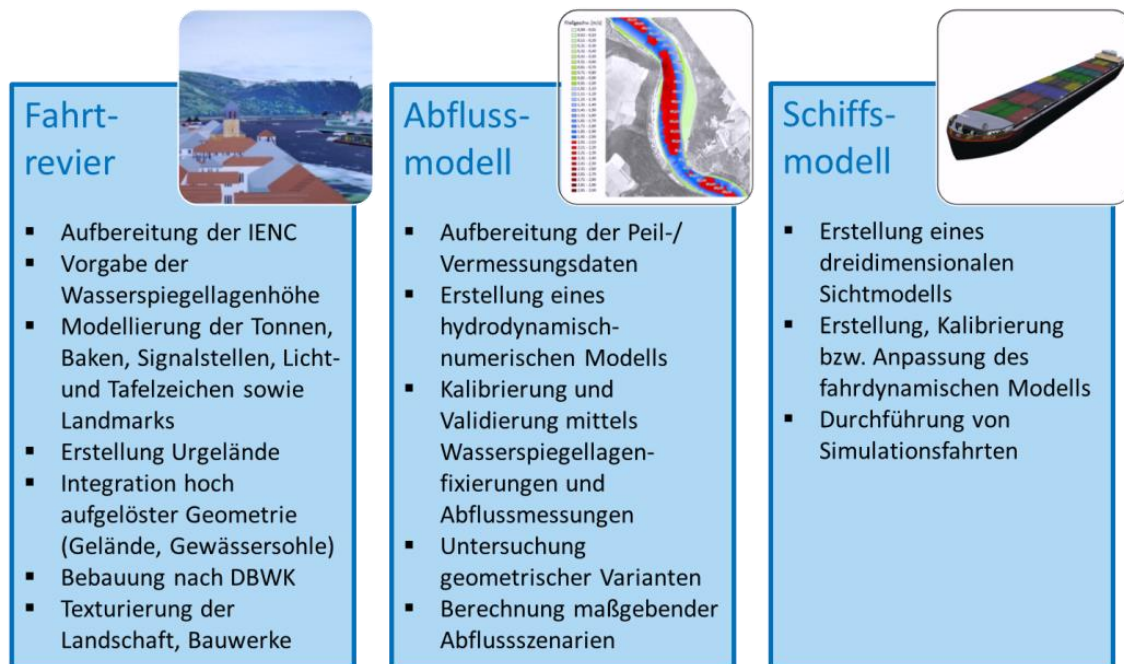 Fahrt-
revier
▪ Aufbereitung der IENC
▪ Vorgabe der
Wasserspiegellagenhöhe
▪ Modellierung der Tonnen,
Baken, Signalstellen, Licht-
und Tafelzeichen sowie
Landmarks
▪ Erstellung Urgelände
▪ Integration hoch
aufgelöster Geometrie
(Gelände, Gewässersohle)
▪ Bebauung nach DBWK
▪ Texturierung der
Landschaft, Bauwerke
Abfluss-
modell
▪ Aufbereitung der Peil-/
Vermessungsdaten
▪ Erstellung eines
hydrodynamisch-
numerischen Modells
▪ Kalibrierung und
Validierung mittels
Wasserspiegellagen-
fixierungen und
Abflussmessungen
▪ Untersuchung
geometrischer Varianten
▪ Berechnung maßgebender
Abflussszenarien
Schiffs-
modell
▪ Erstellung eines
dreidimensionalen
Sichtmodells
▪ Erstellung, Kalibrierung
bzw. Anpassung des
fahrdynamischen Modells
▪ Durchführung von
Simulationsfahrten